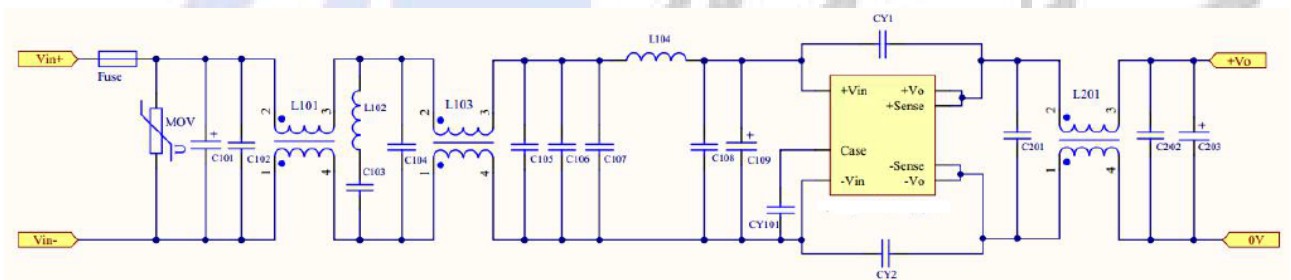 CY1
Vin+
Fuse
L104
+Vo
MOV
U
C101
+
C102
2
L101
3
1
4
L102
C103
C104
2
L103
3
1
4
C105
C106
C107
C108
+
C109
CY101
+Vin
+Vo
+Sense
Case
-Sense
-Vin
-Vo
C201
2
L201
3
1
4
C202
+
C203
Vin-
CY2
0V